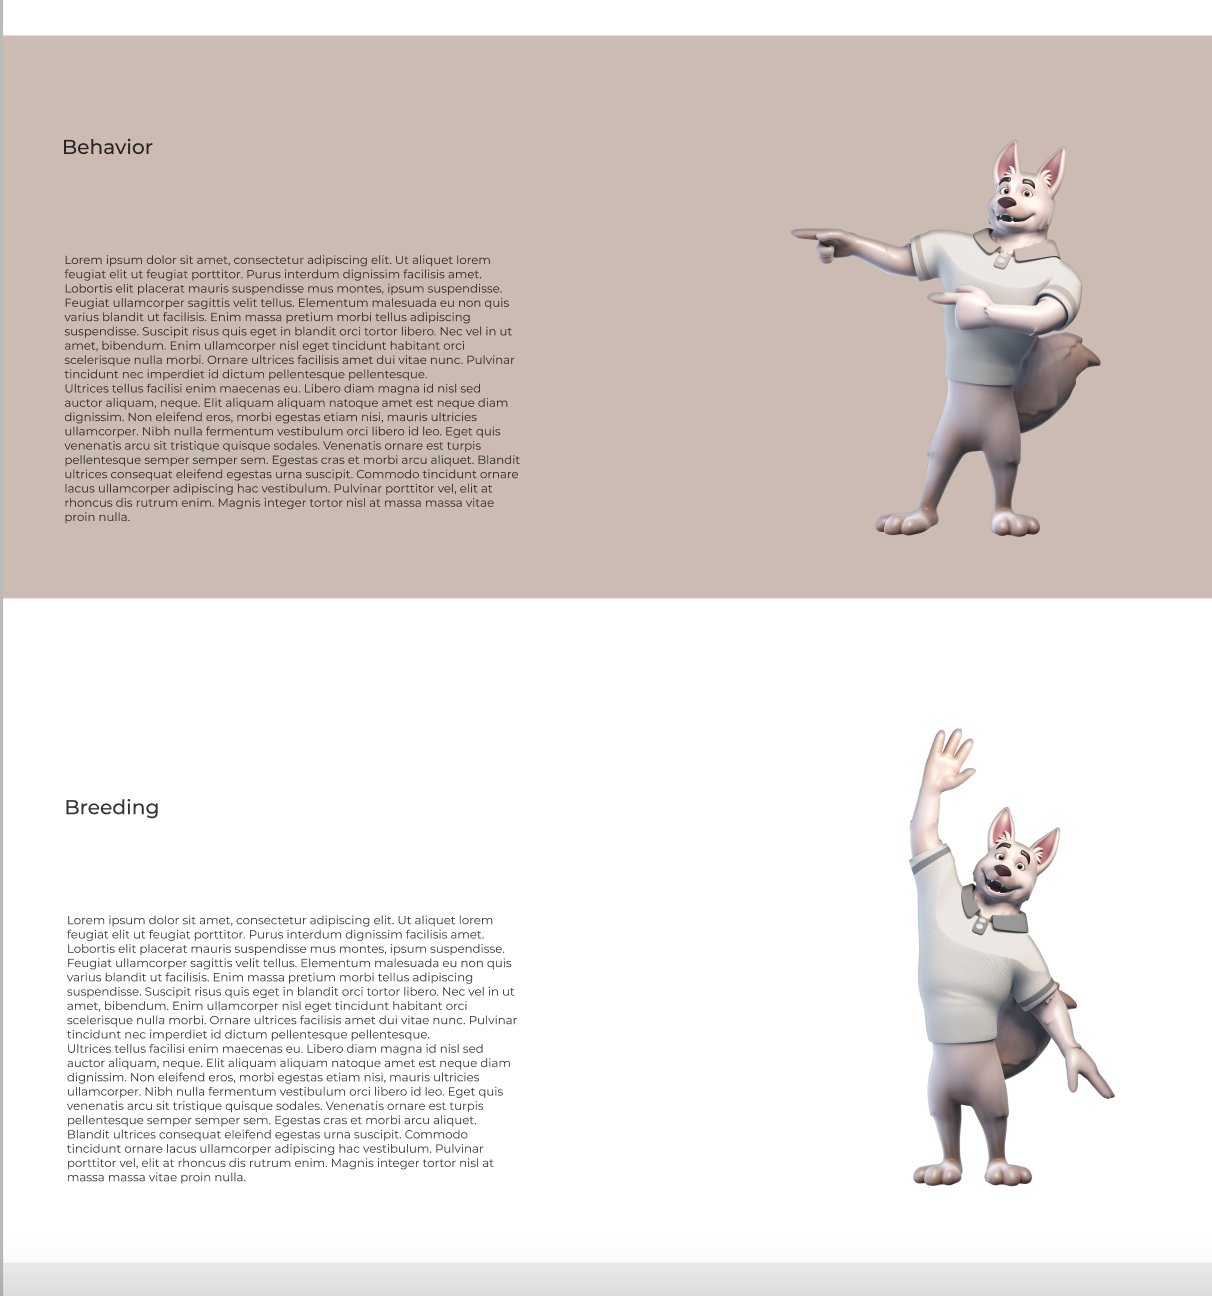 Behavior
Lorem ipsum dolor sit amet, consectetur adipiscing elit. Ut aliquet lorem
feugiat elit ut feugiat porttitor. Purus interdum dignissim facilisis amet.
Lobortis elit placerat mauris suspendisse mus montes, ipsum suspendisse.
Feugiat ullamcorper sagittis velit tellus. Elementum malesuada eu non quis
varius blandit ut facilisis. Enim massa pretium morbi tellus adipiscing
suspendisse. Suscipit risus quis eget in blandit orci tortor libero. Nec vel in ut
amet, bibendum. Enim ullamcorper nisl eget tincidunt habitant orci
scelerisque nulla morbi. Ornare ultrices facilisis amet dui vitae nunc. Pulvinar
tincidunt nec imperdiet id dictum pellentesque pellentesque.
Ultrices tellus facilisi enim maecenas eu. Libero diam magna id nisl sed
auctor aliquam, neque. Elit aliquam aliquam natoque amet est neque diam
dignissim. Non eleifend eros, morbi egestas etiam nisi, mauris ultricies
ullamcorper. Nibh nulla fermentum vestibulum orci libero id leo. Eget quis
venenatis arcu sit tristique quisque sodales. Venenatis ornare est turpis
pellentesque semper semper sem. Egestas cras et morbi arcu aliquet. Blandit
ultrices consequat eleifend egestas urna suscipit. Commodo tincidunt ornare
lacus ullamcorper adipiscing hac vestibulum. Pulvinar porttitor vel, elit at
rhoncus dis rutrum enim. Magnis integer tortor nisl at massa massa vitae
proin nulla.
Breeding
Lorem ipsum dolor sit amet, consectetur adipiscing elit. Ut aliquet lorem
feugiat elit ut feugiat porttitor. Purus interdum dignissim facilisis amet.
Lobortis elit placerat mauris suspendisse mus montes, ipsum suspendisse.
Feugiat ullamcorper sagittis velit tellus. Elementum malesuada eu non quis
varius blandit ut facilisis. Enim massa pretium morbi tellus adipiscing
suspendisse. Suscipit risus quis eget in blandit orci tortor libero. Nec vel in ut
amet, bibendum. Enim ullamcorper nisl eget tincidunt habitant orci
scelerisque nulla morbi. Ornare ultrices facilisis amet dui vitae nunc. Pulvinar
tincidunt nec imperdiet id dictum pellentesque pellentesque.
Ultrices tellus facilisi enim maecenas eu. Libero diam magna id nisl sed
auctor aliquam, neque. Elit aliquam aliquam natoque amet est neque diam
dignissim. Non eleifend eros, morbi egestas etiam nisi, mauris ultricies
ullamcorper. Nibh nulla fermentum vestibulum orci libero id leo. Eget quis
venenatis arcu sit tristique quisque sodales. Venenatis ornare est turpis
pellentesque semper semper sem. Egestas cras et morbi arcu aliquet.
Blandit ultrices consequat eleifend egestas urna suscipit. Commodo
tincidunt ornare lacus ullamcorper adipiscing hac vestibulum. Pulvinar
porttitor vel, elit at rhoncus dis rutrum enim. Magnis integer tortor nisl at
massa massa vitae proin nulla.